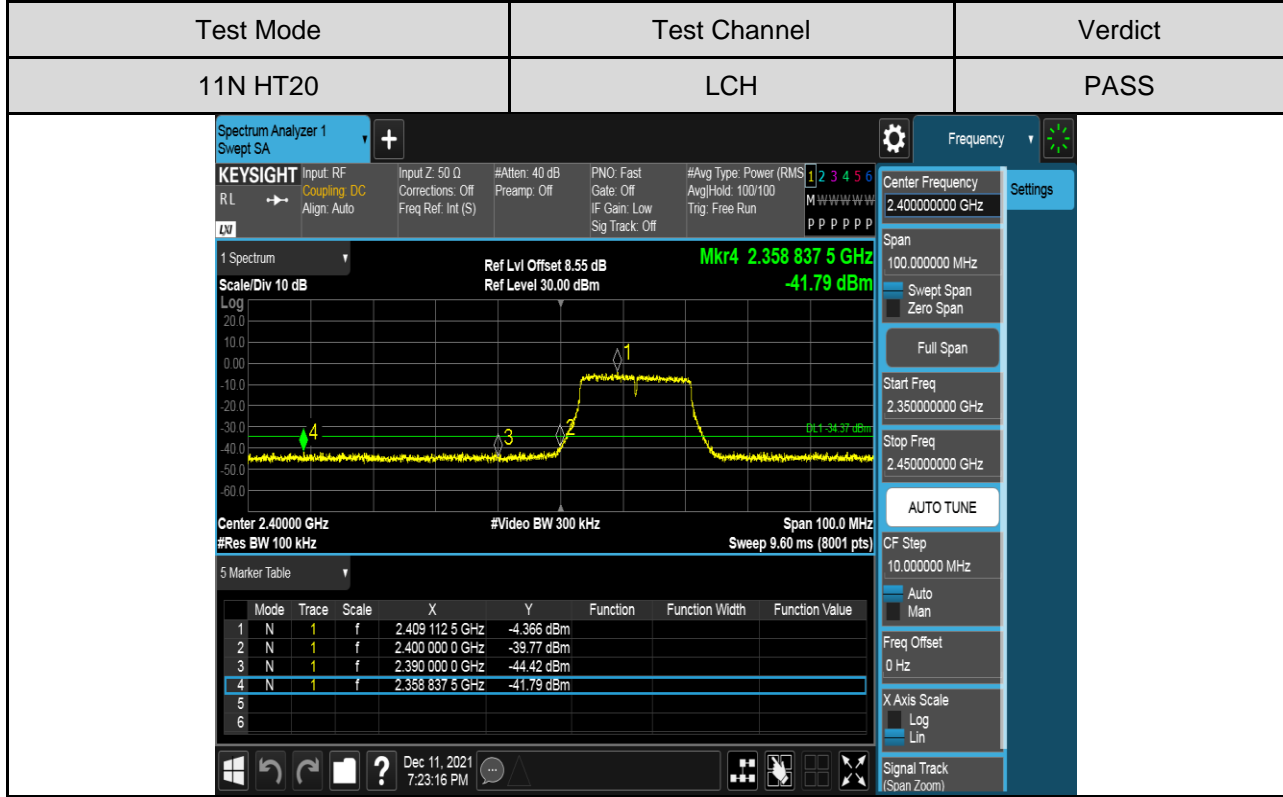 Test Mode Test Channel Verdict
11N HT20 LCH PASS
Spectrum Analyzer 1
Swept SA
+
Frequency
KEYSIGHT
RL
LXI
Input: RF
Coupling: DC
Align: Auto
Input Z: 50 Ω
Corrections: Off
Freq Ref: Int (S)
#Atten: 40 dB
Preamp: Off
PNO: Fast
Gate: Off
IF Gain: Low
Sig Track: Off
#Avg Type: Power (RMS
Avg|Hold: 100/100
Trig: Free Run
1 2 3 4 5 6
M W W W W W
P P P P P P
1 Spectrum
Scale/Div 10 dB
Ref Lvl Offset 8.55 dB
Ref Level 30.00 dBm
Mkr4 2.358 837 5 GHz
-41.79 dBm
Log
20.0
10.0
0.00
-10.0
-20.0
-30.0
-40.0
-50.0
-60.0
1
2
3
4
DL1 -34.37 dBm
Center 2.40000 GHz #Video BW 300 kHz Span 100.0 MHz
#Res BW 100 kHz Sweep 9.60 ms (8001 pts)
5 Marker Table
Mode Trace Scale X Y Function Function Width Function Value
1 N 1 f 2.409 112 5 GHz -4.366 dBm
2 N 1 f 2.400 000 0 GHz -39.77 dBm
3 N 1 f 2.390 000 0 GHz -44.42 dBm
4 N 1 f 2.358 837 5 GHz -41.79 dBm
5
6
?
Dec 11, 2021
7:23:16 PM
Center Frequency
2.400000000 GHz
Span
100.000000 MHz
Swept Span
Zero Span
Full Span
Start Freq
2.350000000 GHz
Stop Freq
2.450000000 GHz
AUTO TUNE
CF Step
10.000000 MHz
Auto
Man
Freq Offset
0 Hz
X Axis Scale
Log
Lin
Signal Track
(Span Zoom)
Settings